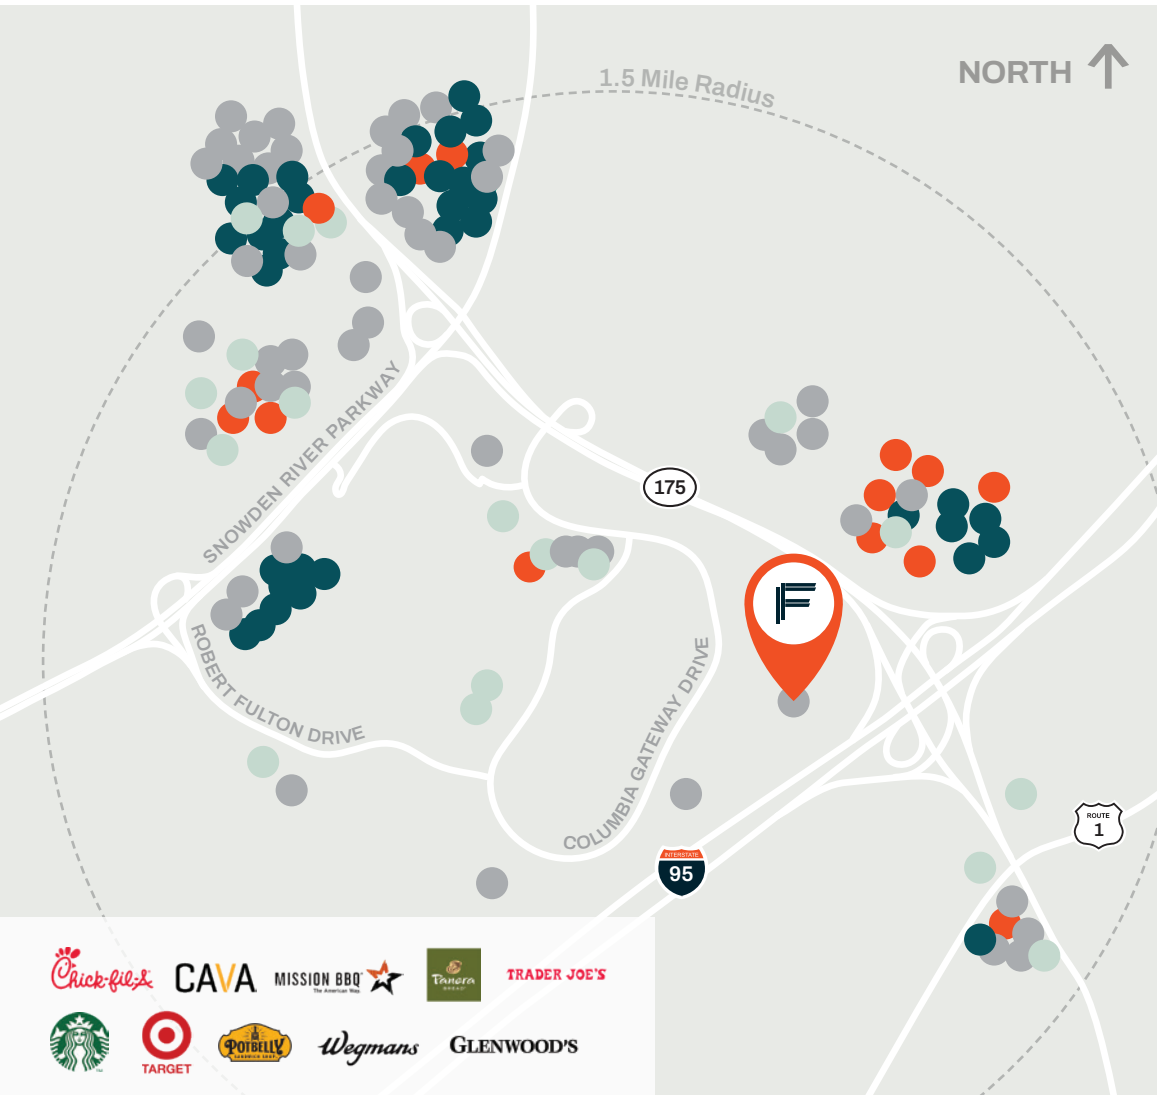 1.5 Mile Radius
NORTH
SNOWDEN RIVER PARKWAY
175
F
ROBERT FULTON DRIVE
COLUMBIA GATEWAY DRIVE
ROUTE
1
INTERSTATE
95
Chick-fil-A
CAVA
MISSION BBQ
The American Way
Panera
BREAD
TRADER JOE'S
TARGET
POTBELLY
SANDWICH SHOP
Wegmans
GLENWOOD'S